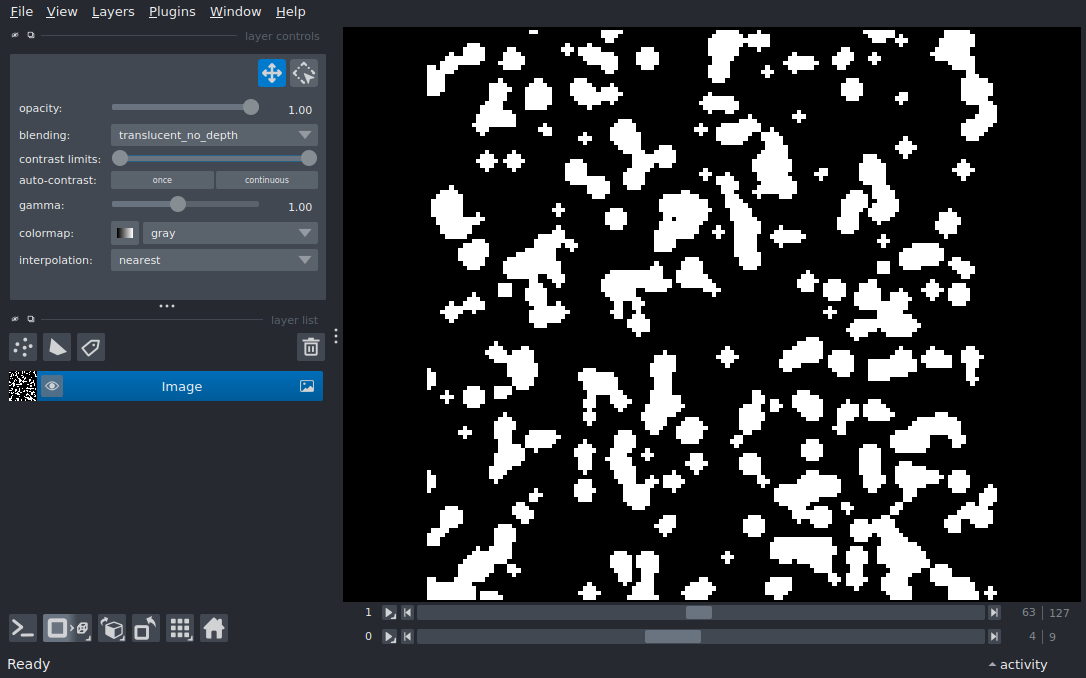 File View Layers Plugins Window Help
layer controls
opacity: 1.00
blending: translucent_no_depth
contrast limits:
auto-contrast: once continuous
gamma: 1.00
colormap: gray
interpolation: nearest
layer list
Image
1 63 127
0 4 9
Ready activity